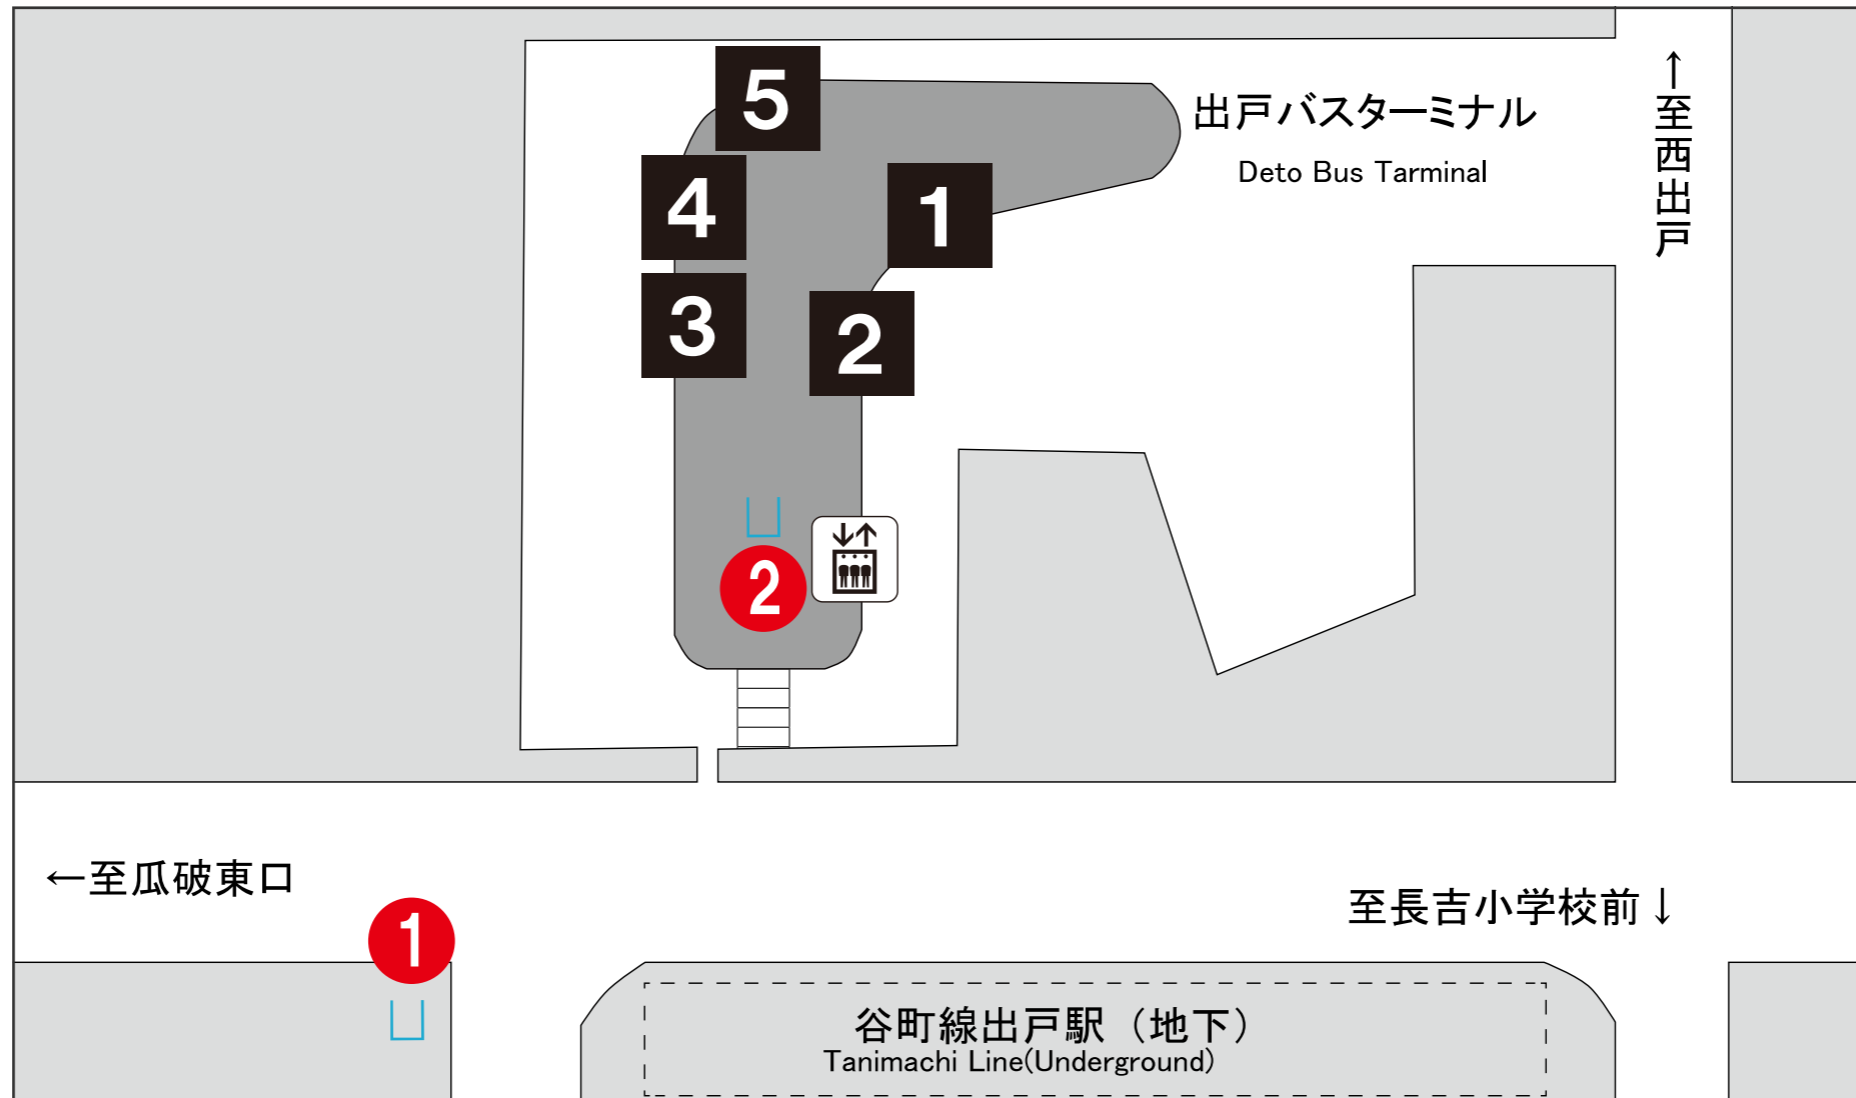 5
出戸バスターミナル
Deto Bus Tarminal
↑至西出戸
4
1
3
2
2
←至瓜破東口
至長吉小学校前↓
1
谷町線出戸駅（地下）
Tanimachi Line(Underground)